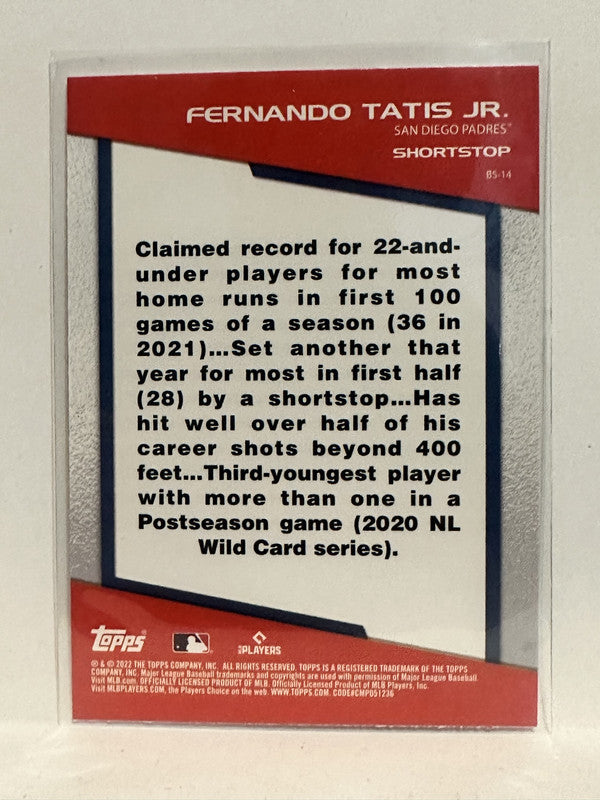 FERNANDO TATIS JR.
SAN DIEGO PADRES™
SHORTSTOP
BS-14
Claimed record for 22-and-
under players for most
home runs in first 100
games of a season (36 in
2021)...Set another that
year for most in first half
(28) by a shortstop...Has
hit well over half of his
career shots beyond 400
feet...Third-youngest player
with more than one in a
Postseason game (2020 NL
Wild Card series).
topps
PLAYERS
® & © 2022 THE TOPPS COMPANY, INC. ALL RIGHTS RESERVED. TOPPS IS A REGISTERED TRADEMARK OF THE TOPPS
COMPANY, INC. Major League Baseball trademarks and copyrights are used with permission of Major League Baseball
Visit MLB.com. OFFICIALLY LICENSED PRODUCT OF MLB. Officially Licensed Product of MLB Players, Inc.
Visit MLBPLAYERS.com, the Players Choice on the web. WWW.TOPPS.COM. CODE#CMP051236